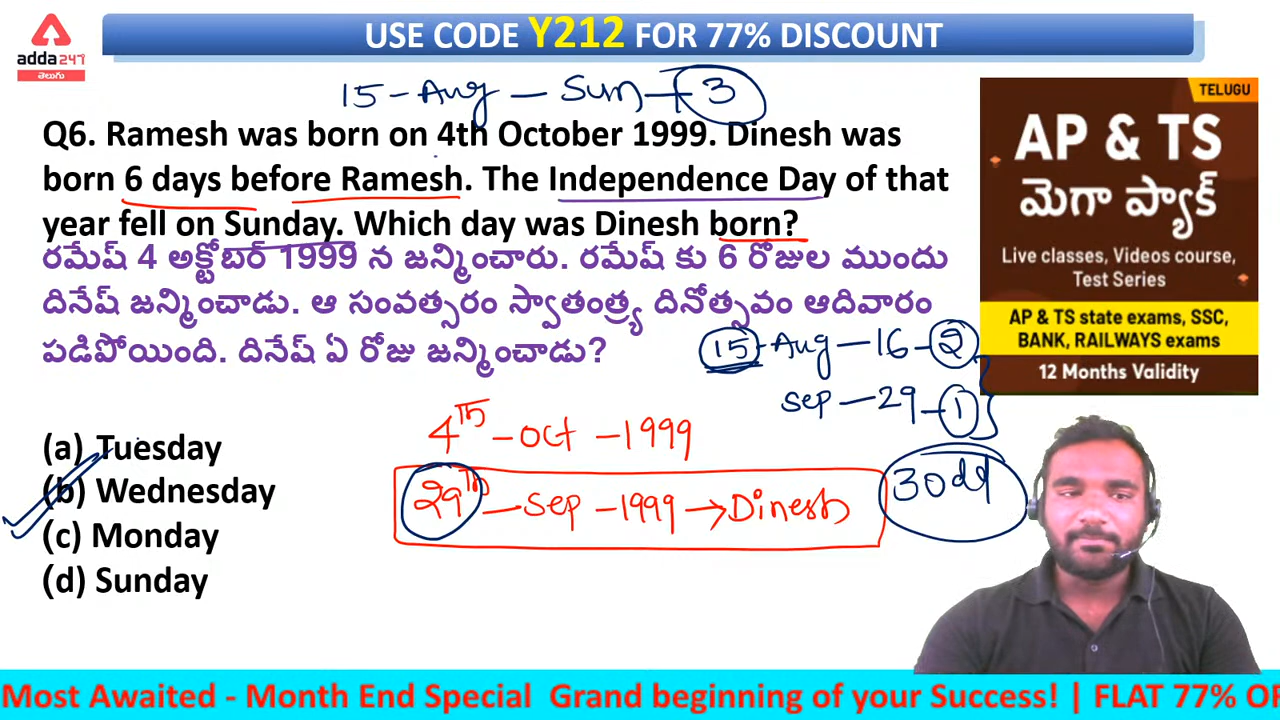 USE CODE Y212 FOR 77% DISCOUNT
adda247
తెలుగు
15 - Aug - Sun + 3
Q6. Ramesh was born on 4th October 1999. Dinesh was
born 6 days before Ramesh. The Independence Day of that
year fell on Sunday. Which day was Dinesh born?
రమేష్ 4 అక్టోబర్ 1999 న జన్మించారు. రమేష్ కు 6 రోజుల ముందు
దినేష్ జన్మించాడు. ఆ సంవత్సరం స్వాతంత్ర్య దినోత్సవం ఆదివారం
పడిపోయింది. దినేష్ ఏ రోజు జన్మించాడు?
15 - Aug - 16 - 2
Sep - 29 - 1
30
4th - Oct - 1999
29th - Sep - 1999 → Dinesh
(a) Tuesday
(b) Wednesday
(c) Monday
(d) Sunday
TELUGU
AP & TS
మెగా ప్యాక్
Live classes, Videos course,
Test Series
AP & TS state exams, SSC,
BANK, RAILWAYS exams
12 Months Validity
Most Awaited - Month End Special Grand beginning of your Success! | FLAT 77% OF